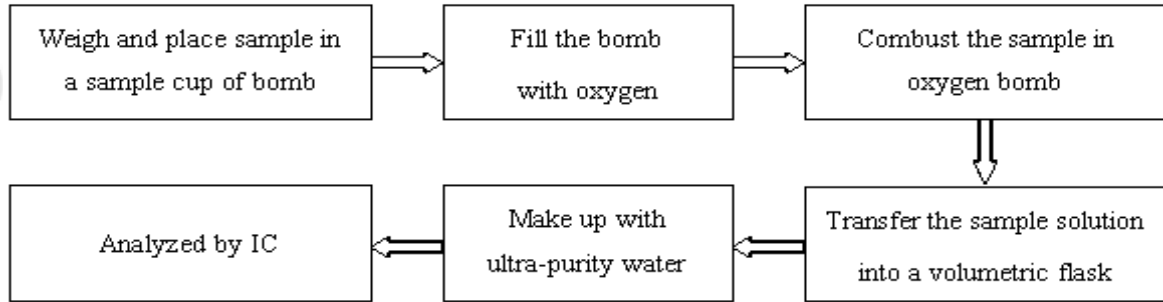 Weigh and place sample in
a sample cup of bomb
Fill the bomb
with oxygen
Combust the sample in
oxygen bomb
Transfer the sample solution
into a volumetric flask
Make up with
ultra-purity water
Analyzed by IC